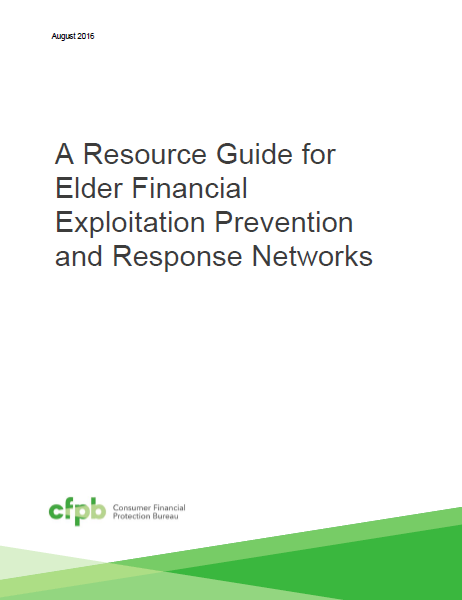 August 2016
A Resource Guide for
Elder Financial
Exploitation Prevention
and Response Networks
cfpb
Consumer Financial
Protection Bureau